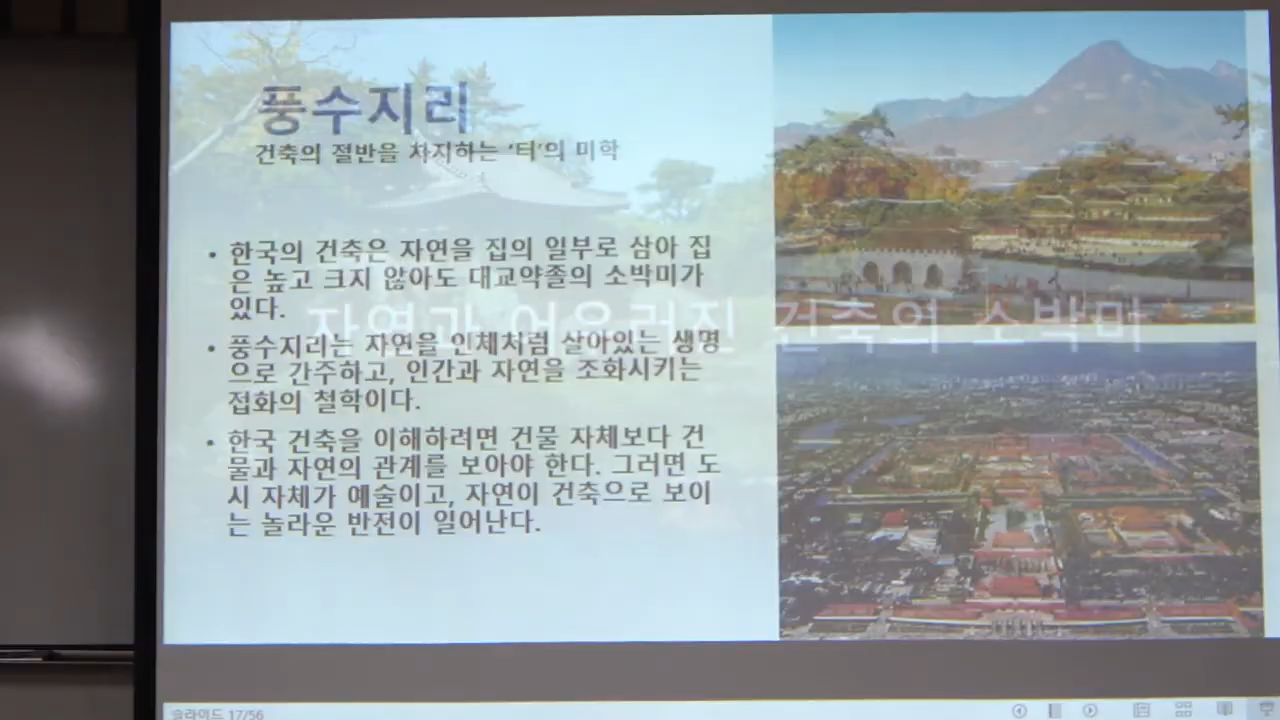 풍수지리
건축의 절반을 차지하는 ‘터’의 미학
• 한국의 건축은 자연을 집의 일부로 삼아 집
은 높고 크지 않아도 대교약졸의 소박미가
있다.
자연과 어우러진 건축의 소박미
• 풍수지리는 자연을 인체처럼 살아있는 생명
으로 간주하고, 인간과 자연을 조화시키는
접화의 철학이다.
• 한국 건축을 이해하려면 건물 자체보다 건
물과 자연의 관계를 보아야 한다. 그러면 도
시 자체가 예술이고, 자연이 건축으로 보이
는 놀라운 반전이 일어난다.
슬라이드 17/56